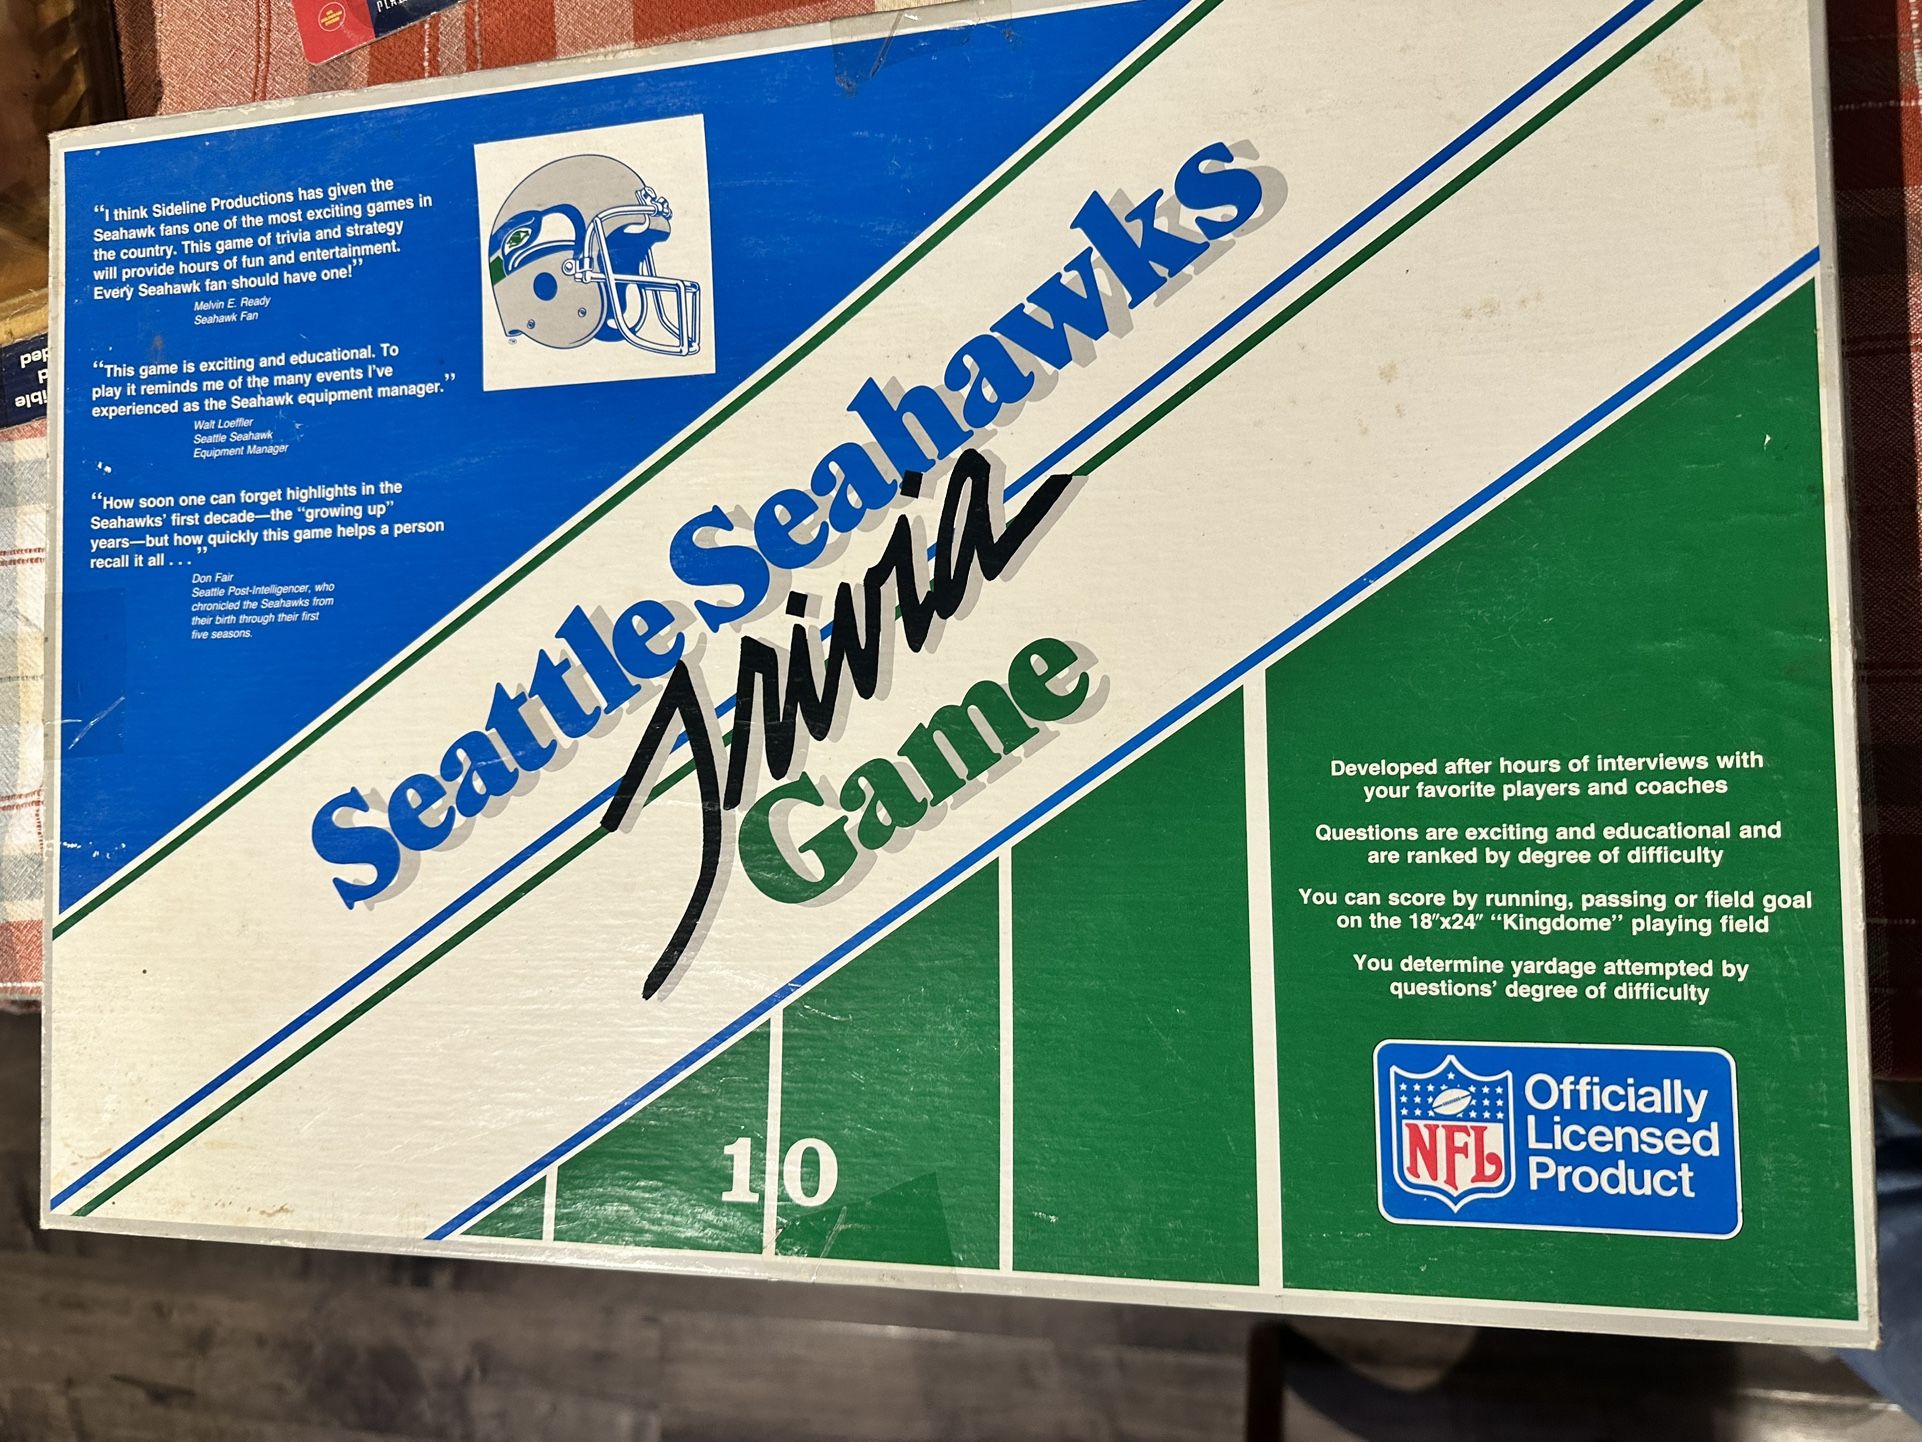 “I think Sideline Productions has given the
Seahawk fans one of the most exciting games in
the country. This game of trivia and strategy
will provide hours of fun and entertainment.
Every Seahawk fan should have one!”
Melvin E. Ready
Seahawk Fan
“This game is exciting and educational. To
play it reminds me of the many events I’ve
experienced as the Seahawk equipment manager.”
Walt Loeffler
Seattle Seahawk
Equipment Manager
“How soon one can forget highlights in the
Seahawks’ first decade—the “growing up”
years—but how quickly this game helps a person
recall it all . . .”
Don Fair
Seattle Post-Intelligencer, who
chronicled the Seahawks from
their birth through their first
five seasons.
Seattle Seahawks
Trivia
Game
Developed after hours of interviews with
your favorite players and coaches
Questions are exciting and educational and
are ranked by degree of difficulty
You can score by running, passing or field goal
on the 18″x24″ “Kingdome” playing field
You determine yardage attempted by
questions’ degree of difficulty
10
NFL
Officially
Licensed
Product